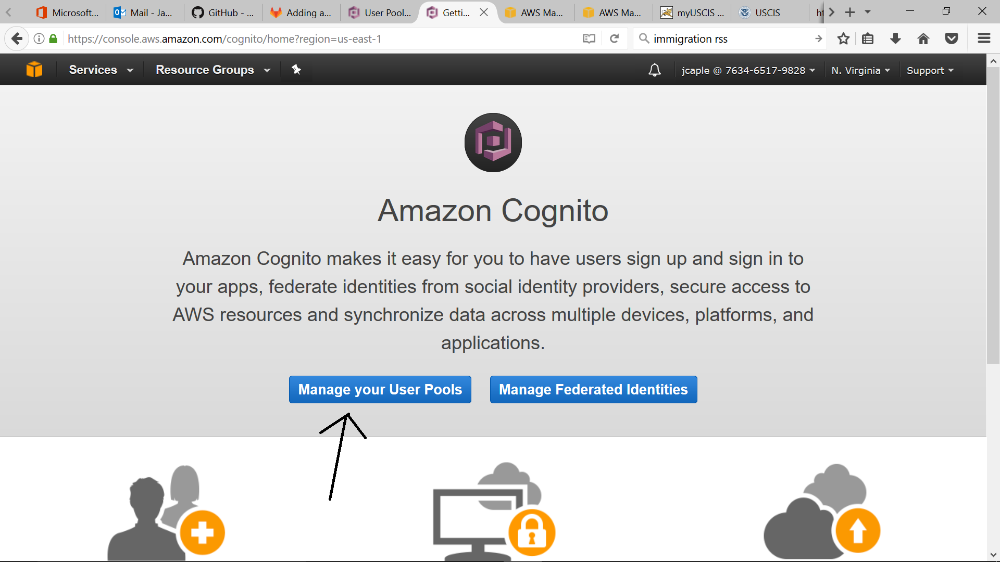 Microsoft...
Mail - Ja...
GitHub - ...
Adding a...
User Pool...
Getti...
AWS Ma...
AWS Ma...
myUSCIS ...
USCIS
ht
https://console.aws.amazon.com/cognito/home?region=us-east-1
immigration rss
Services
Resource Groups
jcaple @ 7634-6517-9828
N. Virginia
Support
Amazon Cognito
Amazon Cognito makes it easy for you to have users sign up and sign in to
your apps, federate identities from social identity providers, secure access to
AWS resources and synchronize data across multiple devices, platforms, and
applications.
Manage your User Pools
Manage Federated Identities